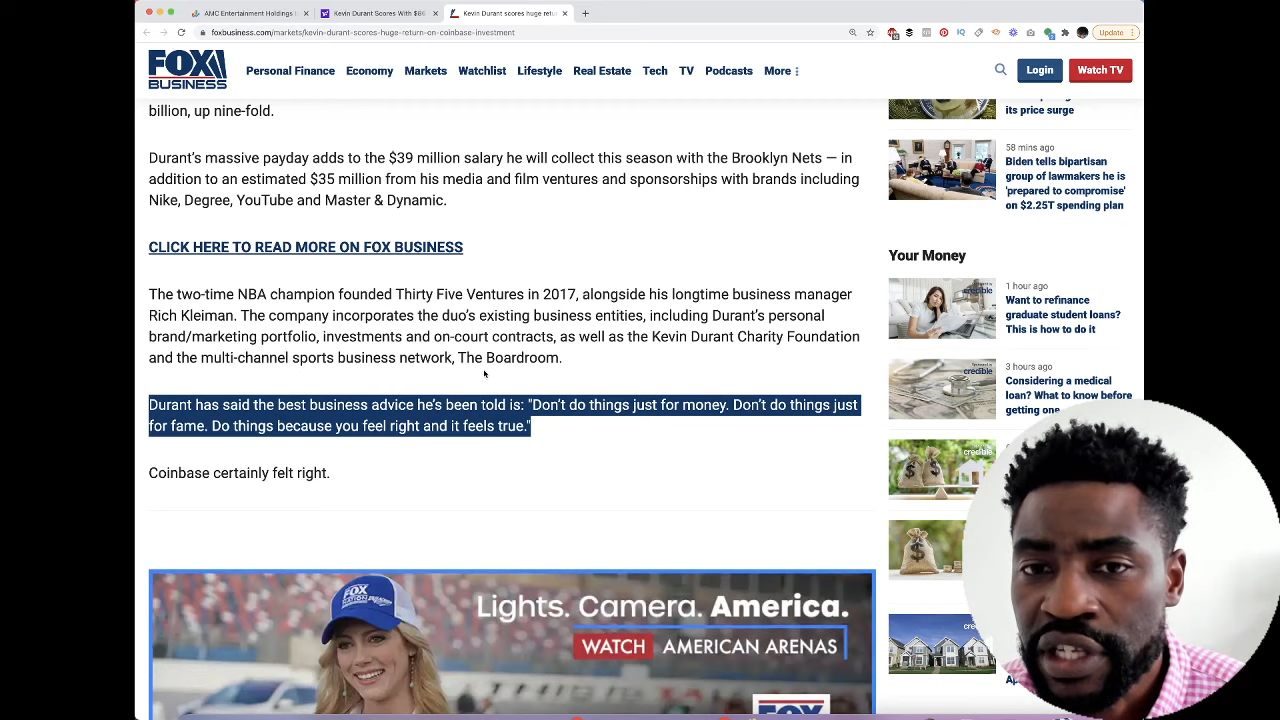 AMC Entertainment Holdings
Kevin Durant Scores With $86
Kevin Durant scores huge retu
foxbusiness.com/markets/kevin-durant-scores-huge-return-on-coinbase-investment
Update
FOX
BUSINESS
Personal Finance Economy Markets Watchlist Lifestyle Real Estate Tech TV Podcasts More
Login
Watch TV
billion, up nine-fold.
Durant's massive payday adds to the $39 million salary he will collect this season with the Brooklyn Nets — in
addition to an estimated $35 million from his media and film ventures and sponsorships with brands including
Nike, Degree, YouTube and Master & Dynamic.
CLICK HERE TO READ MORE ON FOX BUSINESS
The two-time NBA champion founded Thirty Five Ventures in 2017, alongside his longtime business manager
Rich Kleiman. The company incorporates the duo's existing business entities, including Durant's personal
brand/marketing portfolio, investments and on-court contracts, as well as the Kevin Durant Charity Foundation
and the multi-channel sports business network, The Boardroom.
Durant has said the best business advice he's been told is: "Don't do things just for money. Don't do things just
for fame. Do things because you feel right and it feels true."
Coinbase certainly felt right.
its price surge
58 mins ago
Biden tells bipartisan
group of lawmakers he is
'prepared to compromise'
on $2.25T spending plan
Your Money
1 hour ago
Want to refinance
graduate student loans?
This is how to do it
3 hours ago
Considering a medical
loan? What to know before
getting one
credible
credible
credible
FOX
NATION
Lights. Camera. America.
WATCH AMERICAN ARENAS
FOX